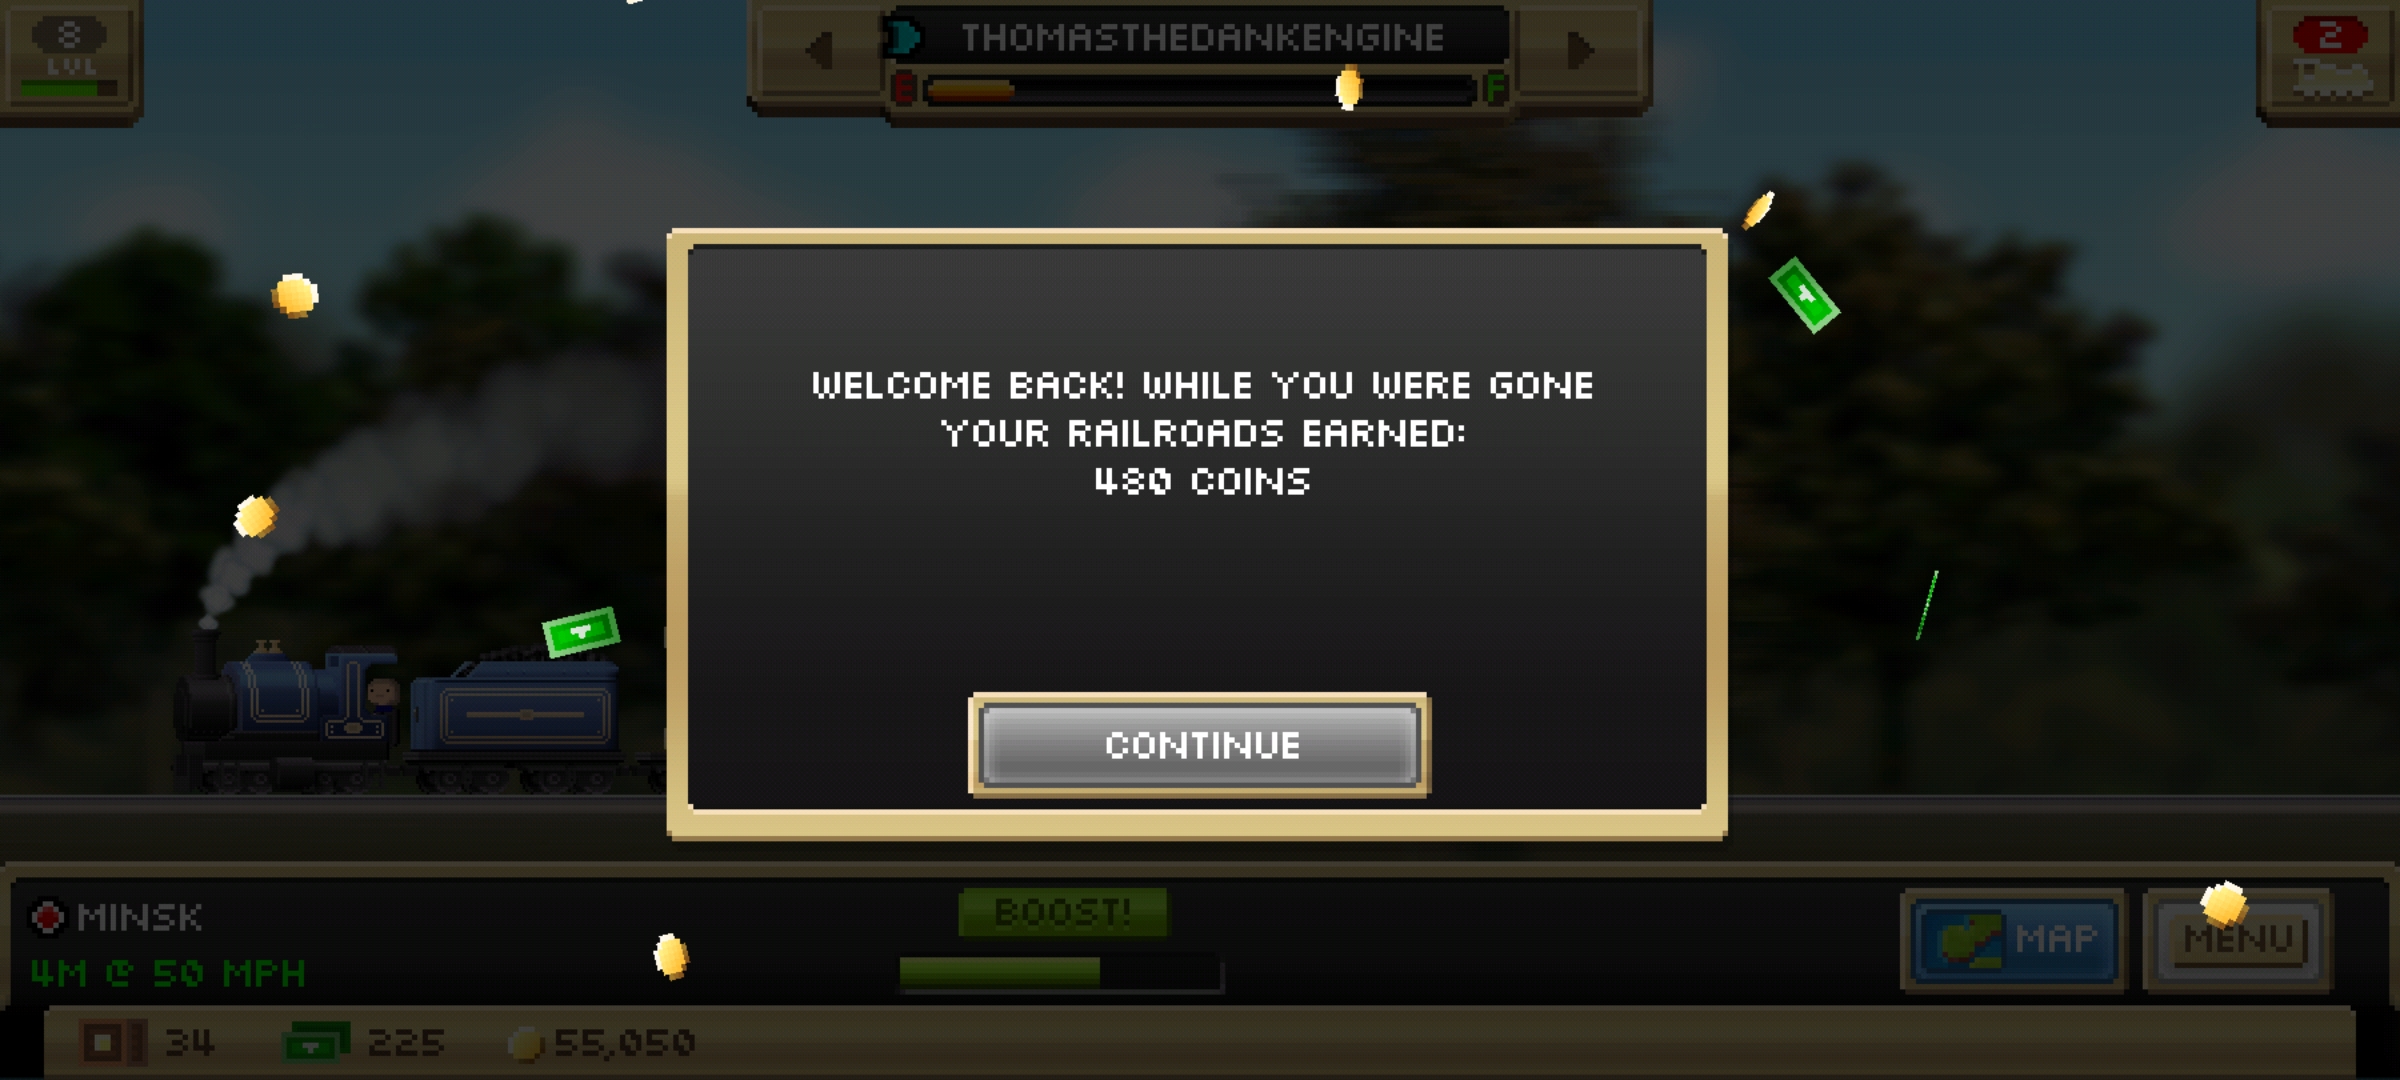 8
LVL
THOMASTHEDANKENGINE
E F
2
WELCOME BACK! WHILE YOU WERE GONE
YOUR RAILROADS EARNED:
480 COINS
CONTINUE
MINSK
4M @ 50 MPH
BOOST!
MAP
MENU
34 225 55,050